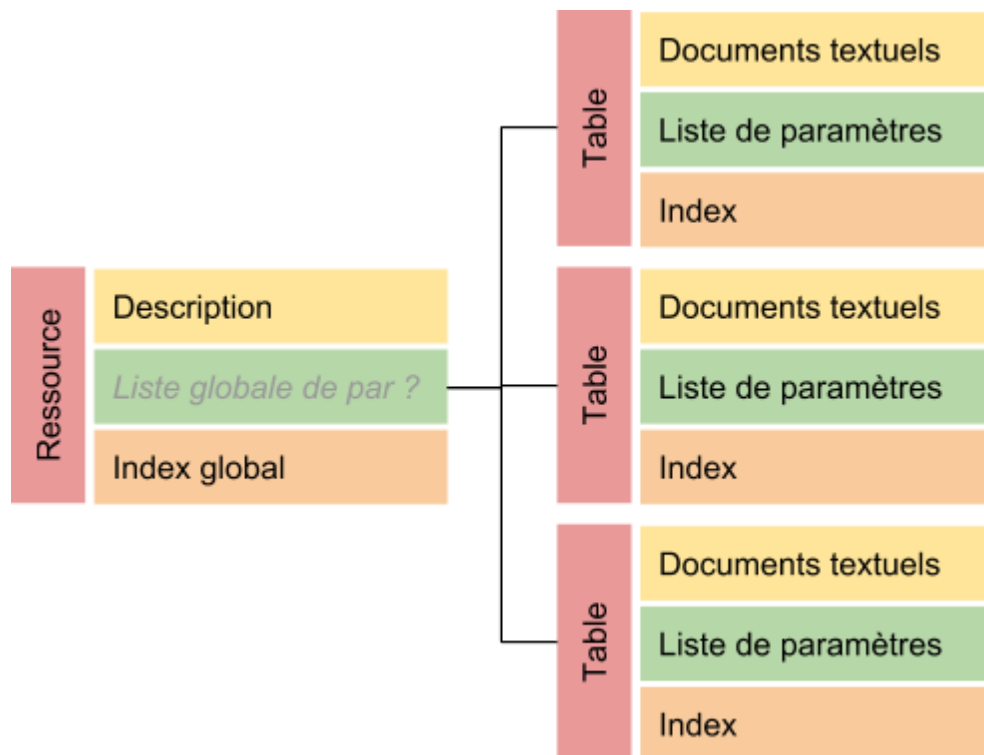 Ressource
Description
Liste globale de par ?
Index global
Table
Documents textuels
Liste de paramètres
Index
Table
Documents textuels
Liste de paramètres
Index
Table
Documents textuels
Liste de paramètres
Index